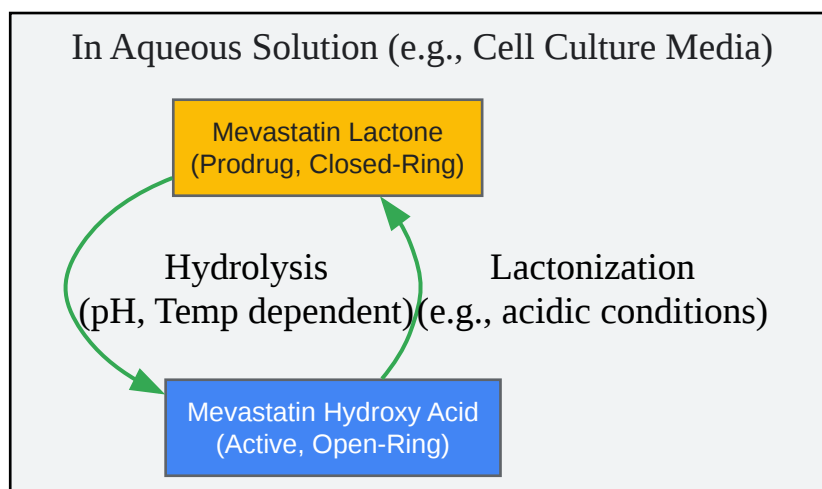 In Aqueous Solution (e.g., Cell Culture Media)
Mevastatin Lactone
(Prodrug, Closed-Ring)
Hydrolysis
(pH, Temp dependent)
Lactonization
(e.g., acidic conditions)
Mevastatin Hydroxy Acid
(Active, Open-Ring)